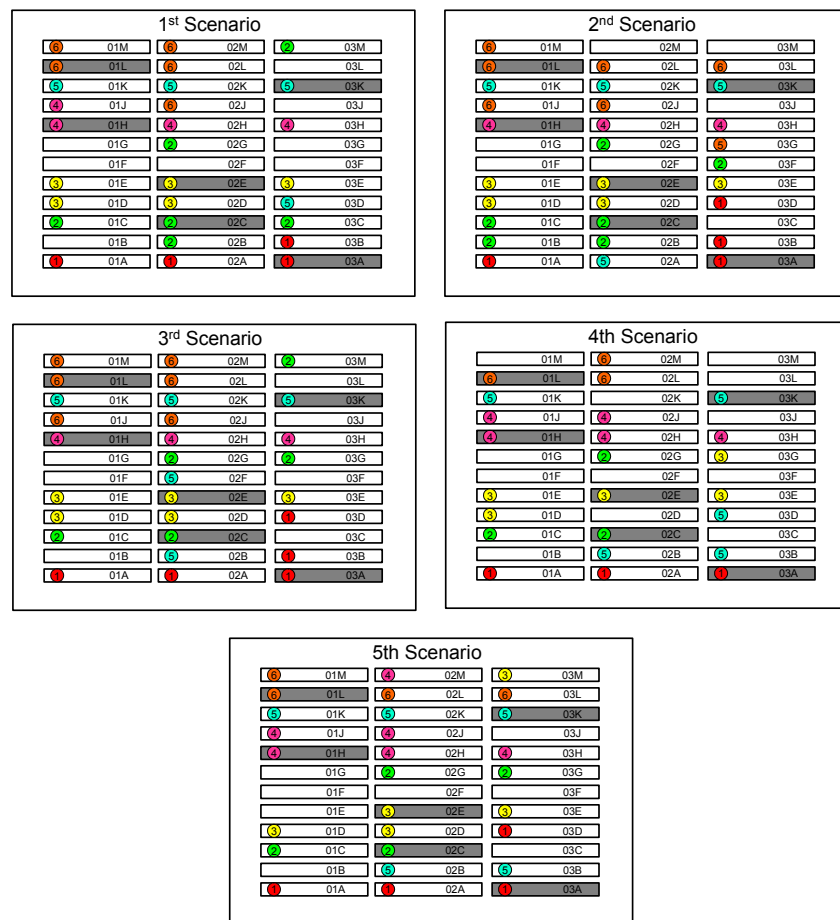 1st Scenario
6 01M 6 02M 2 03M
6 01L 6 02L 03L
5 01K 5 02K 5 03K
4 01J 6 02J 03J
4 01H 4 02H 4 03H
01G 2 02G 03G
01F 02F 03F
3 01E 3 02E 3 03E
3 01D 3 02D 5 03D
2 01C 2 02C 2 03C
01B 2 02B 1 03B
1 01A 1 02A 1 03A
2nd Scenario
6 01M 02M 03M
6 01L 6 02L 6 03L
5 01K 5 02K 5 03K
6 01J 6 02J 03J
4 01H 4 02H 4 03H
01G 2 02G 5 03G
01F 02F 2 03F
3 01E 3 02E 3 03E
3 01D 3 02D 1 03D
2 01C 2 02C 03C
2 01B 2 02B 1 03B
1 01A 5 02A 1 03A
3rd Scenario
6 01M 6 02M 2 03M
6 01L 6 02L 03L
5 01K 5 02K 5 03K
6 01J 6 02J 03J
4 01H 4 02H 4 03H
01G 2 02G 2 03G
01F 5 02F 03F
3 01E 3 02E 3 03E
3 01D 3 02D 1 03D
2 01C 2 02C 03C
01B 5 02B 1 03B
1 01A 1 02A 1 03A
4th Scenario
01M 6 02M 03M
6 01L 6 02L 03L
5 01K 02K 5 03K
4 01J 4 02J 03J
4 01H 4 02H 4 03H
01G 2 02G 3 03G
01F 02F 03F
3 01E 3 02E 3 03E
3 01D 02D 5 03D
2 01C 2 02C 03C
01B 5 02B 5 03B
1 01A 1 02A 1 03A
5th Scenario
6 01M 4 02M 3 03M
6 01L 6 02L 6 03L
5 01K 5 02K 5 03K
4 01J 4 02J 03J
4 01H 4 02H 4 03H
01G 2 02G 2 03G
01F 02F 03F
01E 3 02E 3 03E
3 01D 3 02D 1 03D
2 01C 2 02C 03C
01B 5 02B 5 03B
1 01A 1 02A 1 03A